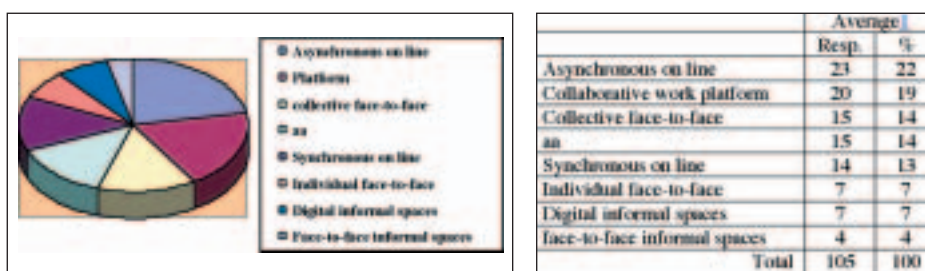 Asynchronous on line
Platform
collective face-to-face
aa
Synchronous on line
Individual face-to-face
Digital informal spaces
Face-to-face informal spaces
Average
Resp. %
Asynchronous on line 23 22
Collaborative work platform 20 19
Collective face-to-face 15 14
aa 15 14
Synchronous on line 14 13
Individual face-to-face 7 7
Digital informal spaces 7 7
face-to-face informal spaces 4 4
Total 105 100